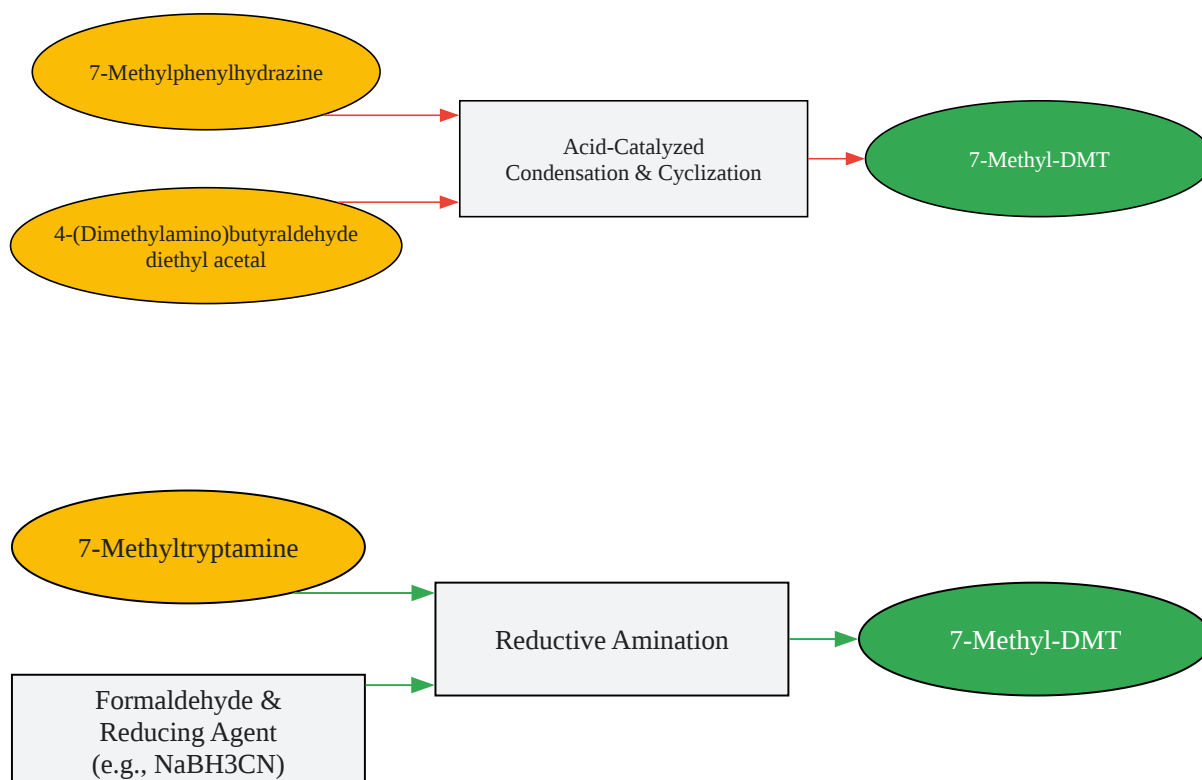 7-Methylphenylhydrazine
4-(Dimethylamino)butyraldehyde
diethyl acetal
Acid-Catalyzed
Condensation & Cyclization
7-Methyl-DMT
7-Methyltryptamine
Formaldehyde &
Reducing Agent
(e.g., NaBH3CN)
Reductive Amination
7-Methyl-DMT